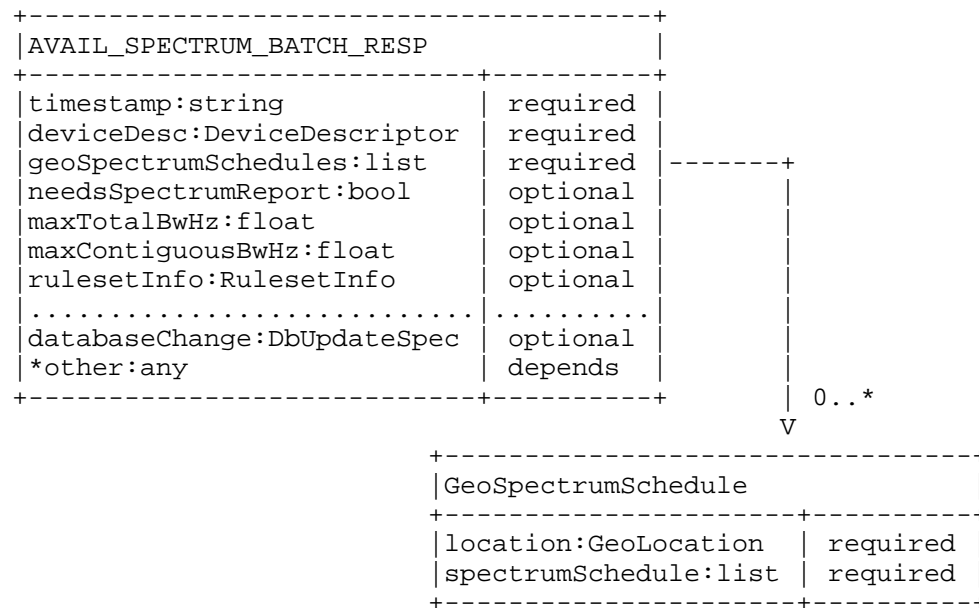 +---------------------------------------+
|AVAIL_SPECTRUM_BATCH_RESP              |
+----------------------------+----------+
|timestamp:string            | required |
|deviceDesc:DeviceDescriptor | required |
|geoSpectrumSchedules:list   | required |-------+
|needsSpectrumReport:bool    | optional |       |
|maxTotalBwHz:float          | optional |       |
|maxContiguousBwHz:float     | optional |       |
|rulesetInfo:RulesetInfo     | optional |       |
|............................|..........|       |
|databaseChange:DbUpdateSpec | optional |       |
|*other:any                  | depends  |       |
+----------------------------+----------+       | 0..*
                                                V
                          +----------------------------------
                          |GeoSpectrumSchedule              |
                          +----------------------+-----------
                          |location:GeoLocation  | required |
                          |spectrumSchedule:list | required |
                          +----------------------+-----------